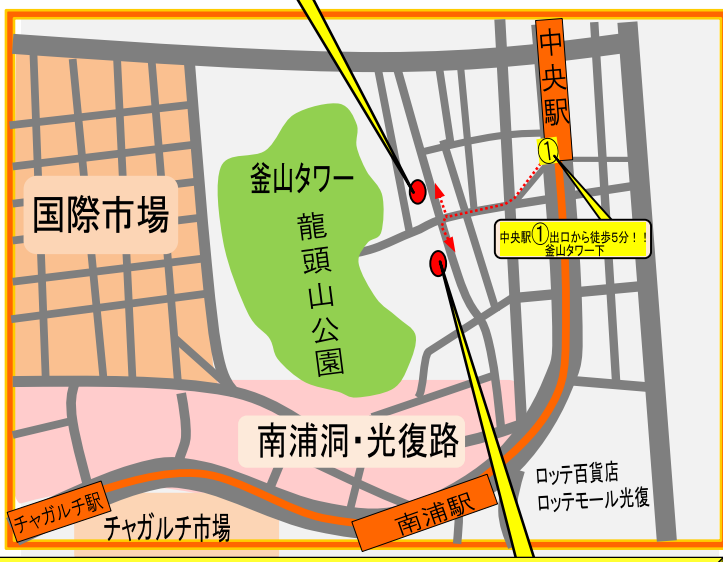 中央駅
①
釜山タワー
龍頭山公園
国際市場
中央駅①出口から徒歩5分！！
釜山タワー下
南浦洞・光復路
ロッテ百貨店
ロッテモール光復
チャガルチ駅
南浦駅
チャガルチ市場